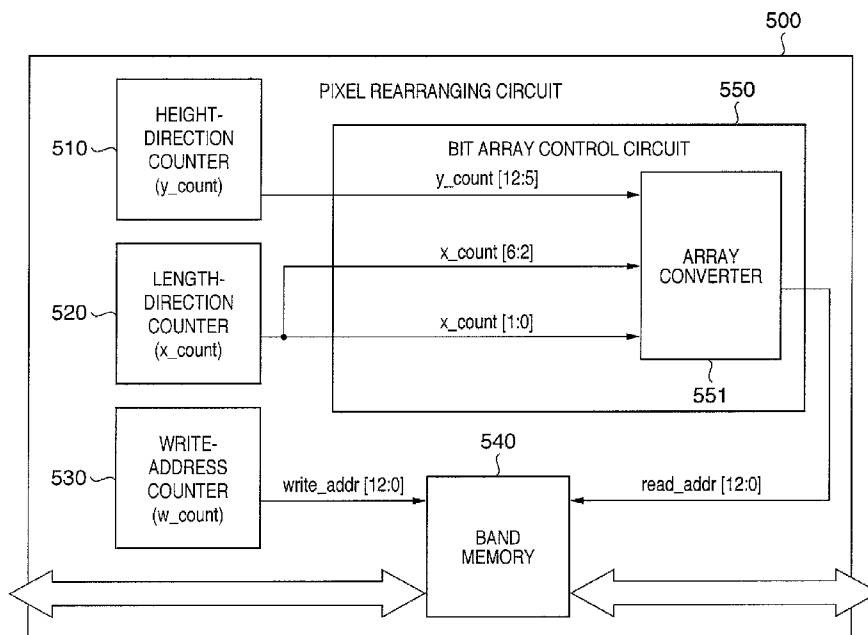 500
PIXEL REARRANGING CIRCUIT
550
510
HEIGHT-
DIRECTION
COUNTER
(y_count)
BIT ARRAY CONTROL CIRCUIT
y_count [12:5]
520
LENGTH-
DIRECTION
COUNTER
(x_count)
x_count [6:2]
x_count [1:0]
ARRAY
CONVERTER
551
530
WRITE-
ADDRESS
COUNTER
(w_count)
write_addr [12:0]
540
BAND
MEMORY
read_addr [12:0]